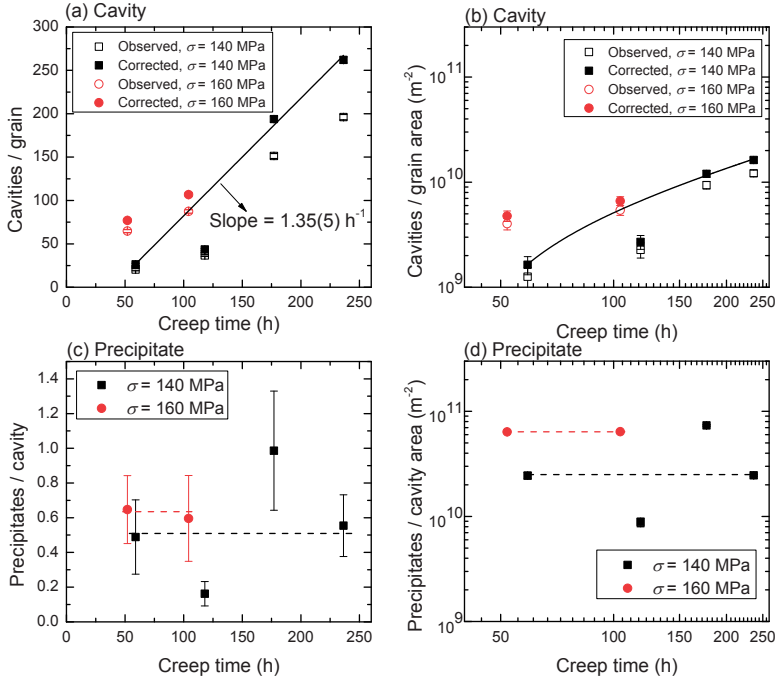 (a) Cavity
Observed, σ = 140 MPa
Corrected, σ = 140 MPa
Observed, σ = 160 MPa
Corrected, σ = 160 MPa
300
250
200
150
100
50
0
Cavities / grain
Slope = 1.35(5) h⁻¹
0 50 100 150 200 250
Creep time (h)
(b) Cavity
Observed, σ = 140 MPa
Corrected, σ = 140 MPa
Observed, σ = 160 MPa
Corrected, σ = 160 MPa
10¹¹
10¹⁰
10⁹
Cavities / grain area (m⁻²)
50 100 150 200 240
Creep time (h)
(c) Precipitate
σ = 140 MPa
σ = 160 MPa
1.4
1.2
1.0
0.8
0.6
0.4
0.2
0.0
Precipitates / cavity
0 50 100 150 200 250
Creep time (h)
(d) Precipitate
10¹¹
10¹⁰
10⁹
Precipitates / cavity area (m⁻²)
σ = 140 MPa
σ = 160 MPa
50 100 150 200 240
Creep time (h)